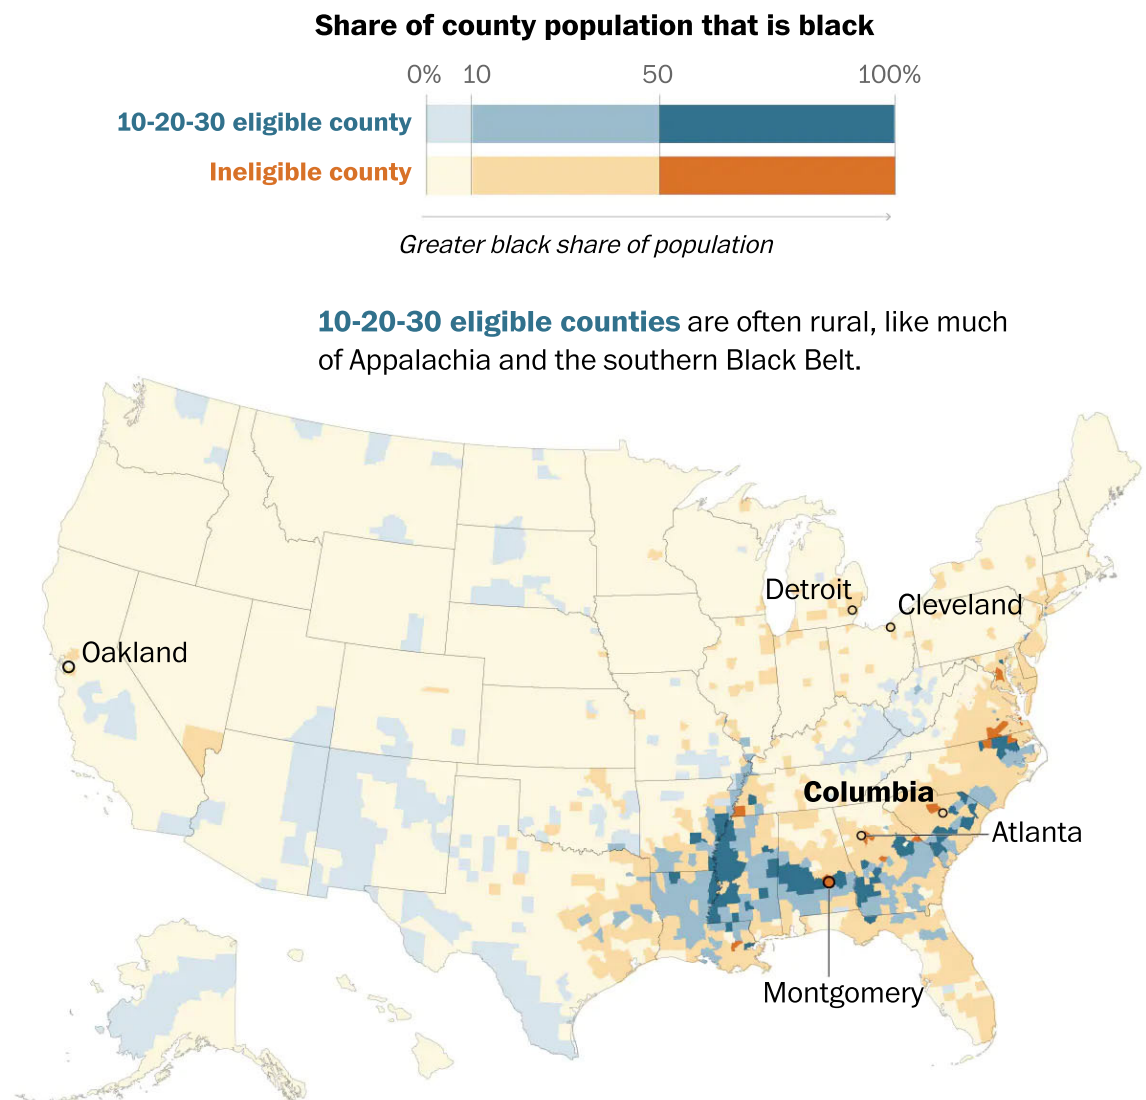 Share of county population that is black
0% 10 50 100%
10-20-30 eligible county
Ineligible county
Greater black share of population
10-20-30 eligible counties are often rural, like much
of Appalachia and the southern Black Belt.
Detroit
Cleveland
Oakland
Columbia
Atlanta
Montgomery